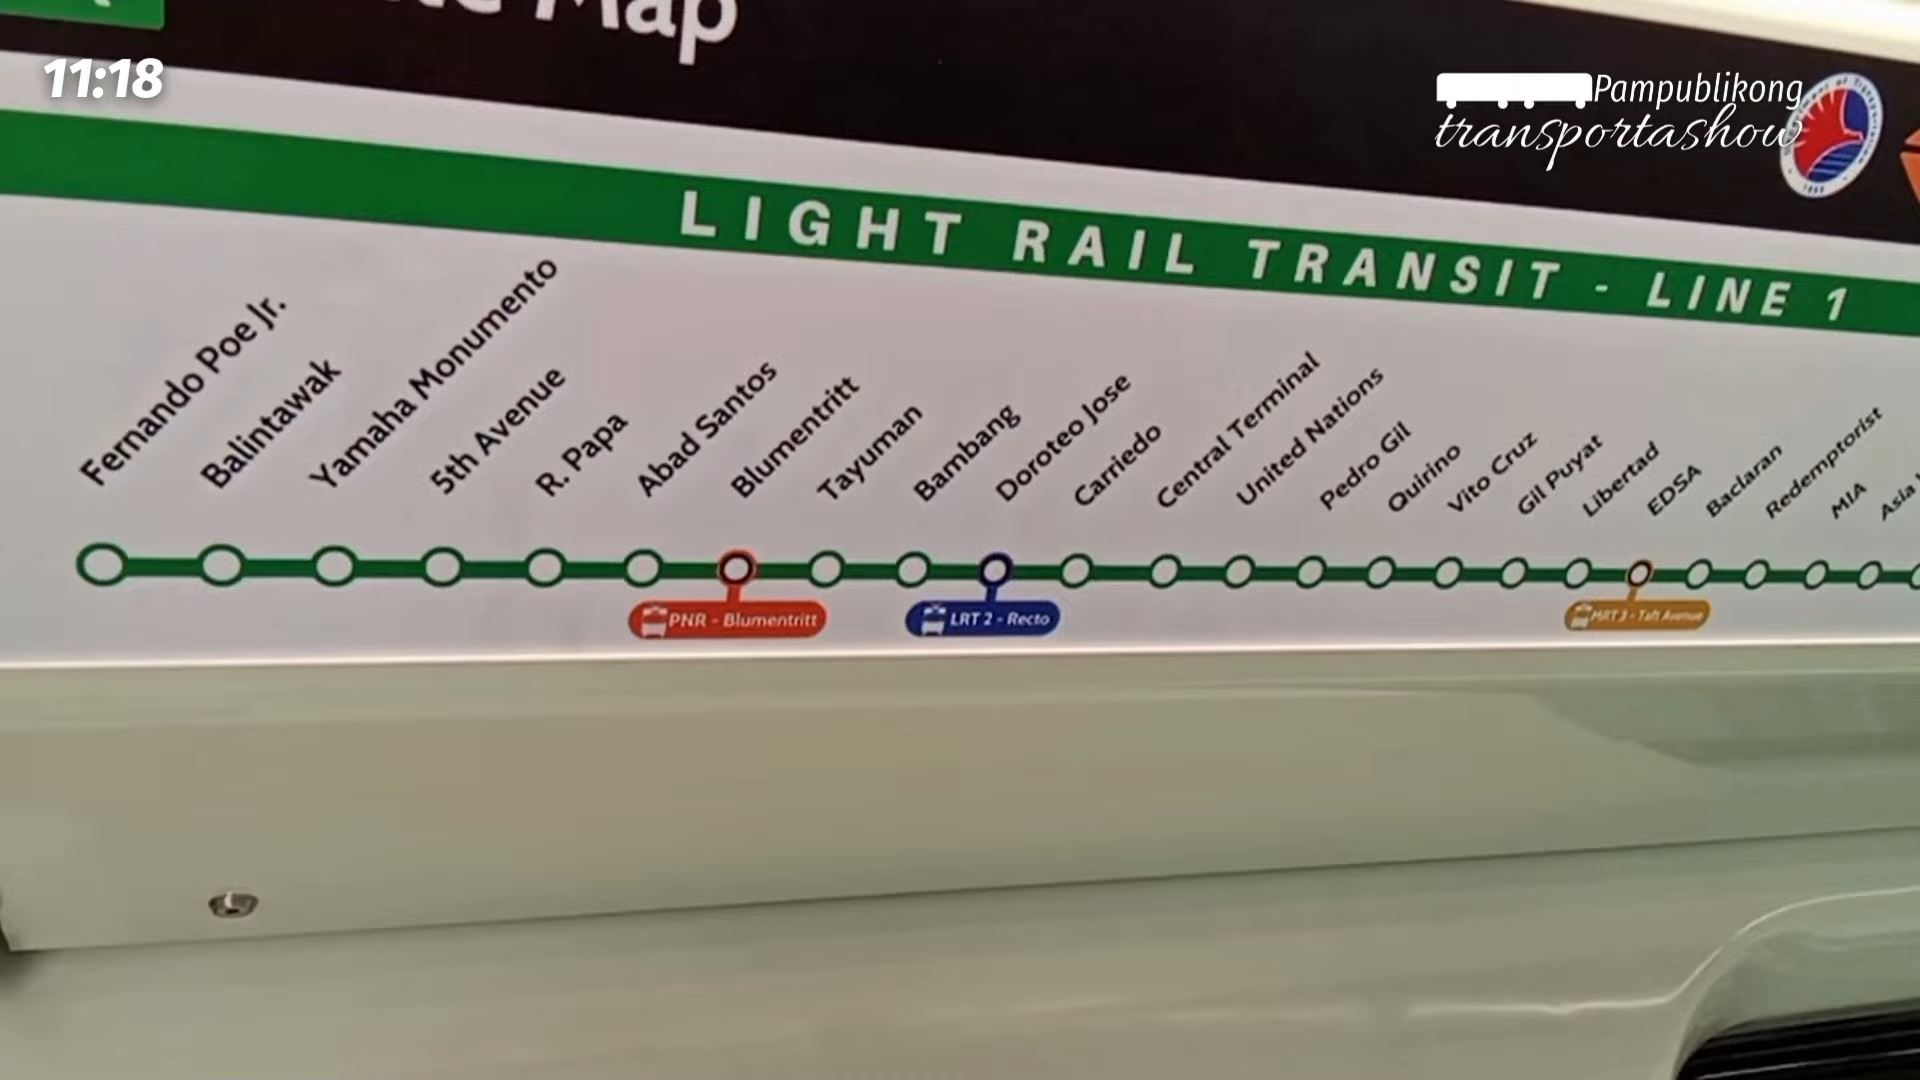 Map
11:18
Pampublikong
transportashow
LIGHT RAIL TRANSIT - LINE 1
Fernando Poe Jr.
Balintawak
Yamaha Monumento
5th Avenue
R. Papa
Abad Santos
Blumentritt
Tayuman
Bambang
Doroteo Jose
Carriedo
Central Terminal
United Nations
Pedro Gil
Quirino
Vito Cruz
Gil Puyat
Libertad
EDSA
Baclaran
Redemptorist
MIA
Asia
PNR - Blumentritt
LRT 2 - Recto
MRT 3 - Taft Avenue